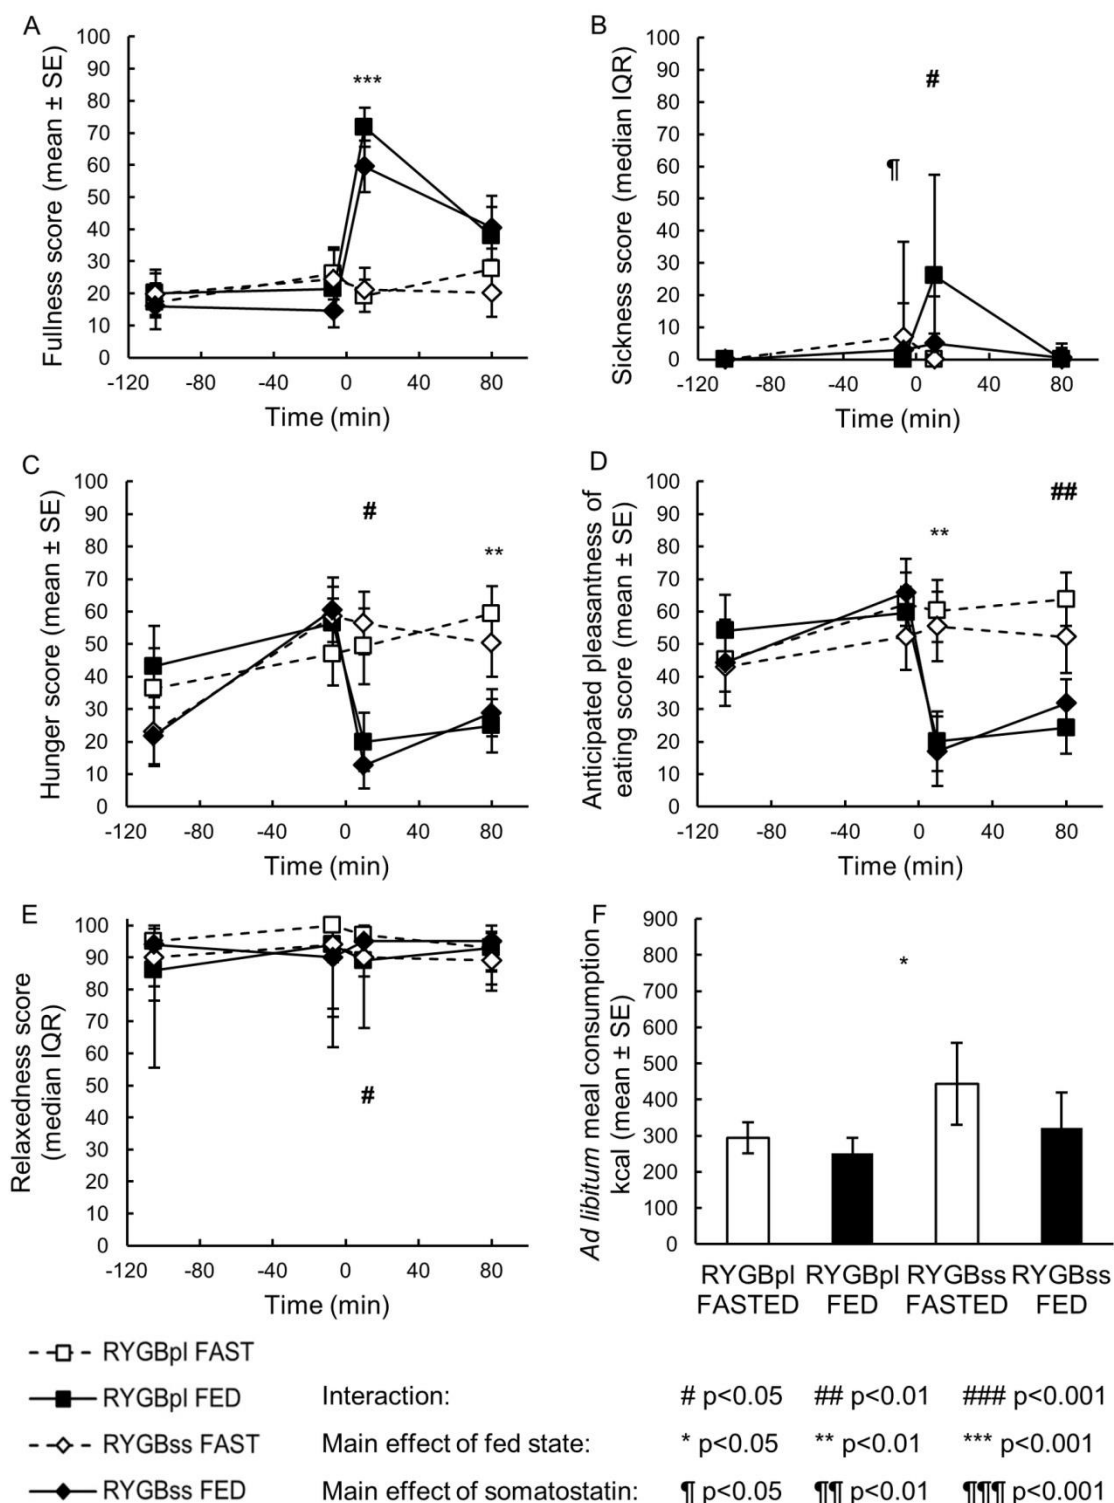 A
Fullness score (mean ± SE)
100
90
80
70
60
50
40
30
20
10
0
***
-120 -80 -40 0 40 80
Time (min)
B
Sickness score (median IQR)
100
90
80
70
60
50
40
30
20
10
0
#
¶
-120 -80 -40 0 40 80
Time (min)
C
Hunger score (mean ± SE)
100
90
80
70
60
50
40
30
20
10
0
#
**
-120 -80 -40 0 40 80
Time (min)
D
Anticipated pleasantness of
eating score (mean ± SE)
100
90
80
70
60
50
40
30
20
10
0
##
**
-120 -80 -40 0 40 80
Time (min)
E
Relaxedness score
(median IQR)
100
90
80
70
60
50
40
30
20
10
0
#
-120 -80 -40 0 40 80
Time (min)
F
Ad libitum meal consumption
kcal (mean ± SE)
900
800
700
600
500
400
300
200
100
0
*
RYGBpl RYGBpl RYGBss RYGBss
FASTED FED FASTED FED
RYGBpl FAST
RYGBpl FED
RYGBss FAST
RYGBss FED
Interaction: # p<0.05 ## p<0.01 ### p<0.001
Main effect of fed state: * p<0.05 ** p<0.01 *** p<0.001
Main effect of somatostatin: ¶ p<0.05 ¶¶ p<0.01 ¶¶¶ p<0.001